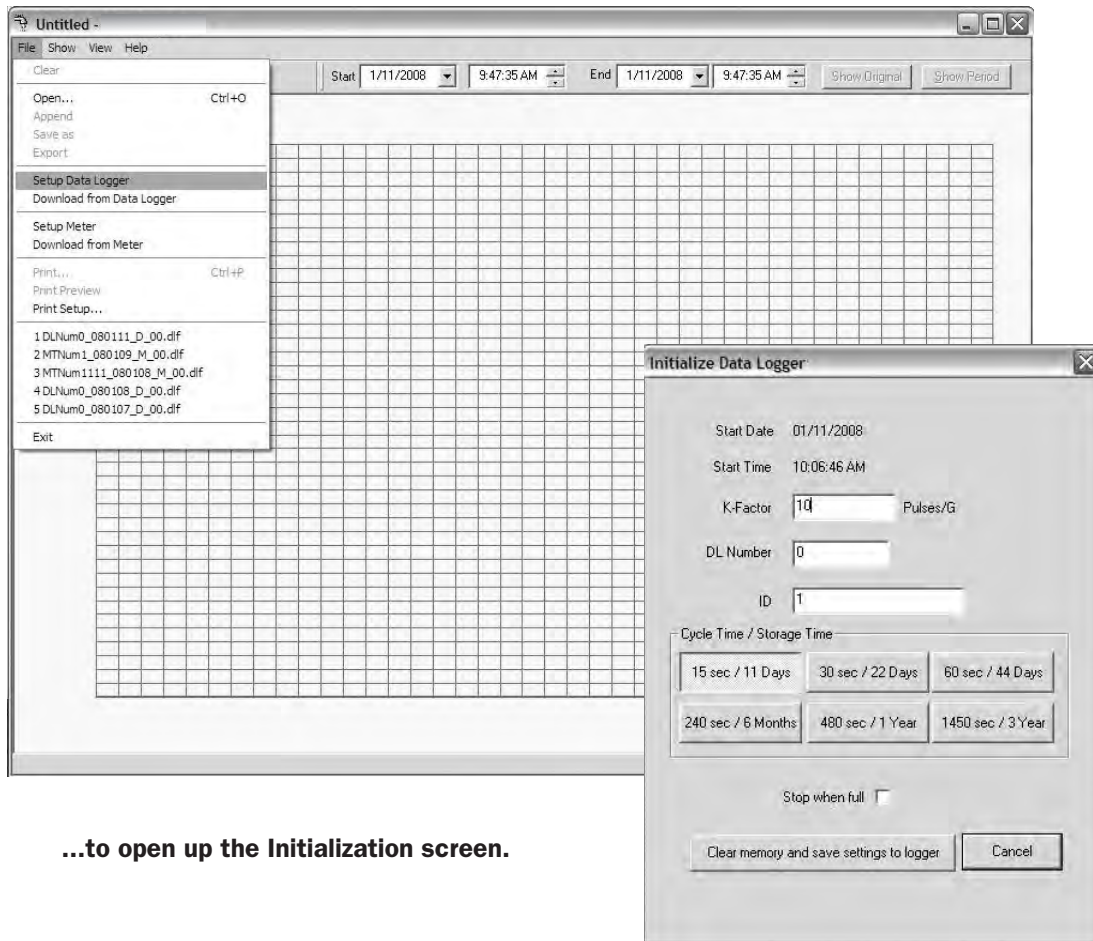 Untitled -
File Show View Help
Start 1/11/2008 9:47:35 AM End 1/11/2008 9:47:35 AM Show Original Show Period
Clear
Open... Ctrl+O
Append
Save as
Export
Setup Data Logger
Download from Data Logger
Setup Meter
Download from Meter
Print... Ctrl+P
Print Preview
Print Setup...
1 DLNum0_080111_D_00.dlf
2 MTNum1_080109_M_00.dlf
3 MTNum1111_080108_M_00.dlf
4 DLNum0_080108_D_00.dlf
5 DLNum0_080107_D_00.dlf
Exit
Initialize Data Logger
Start Date 01/11/2008
Start Time 10:06:46 AM
K-Factor 10 Pulses/G
DL Number 0
ID 1
Cycle Time / Storage Time
15 sec / 11 Days 30 sec / 22 Days 60 sec / 44 Days
240 sec / 6 Months 480 sec / 1 Year 1450 sec / 3 Year
Stop when full
Clear memory and save settings to logger Cancel
...to open up the Initialization screen.